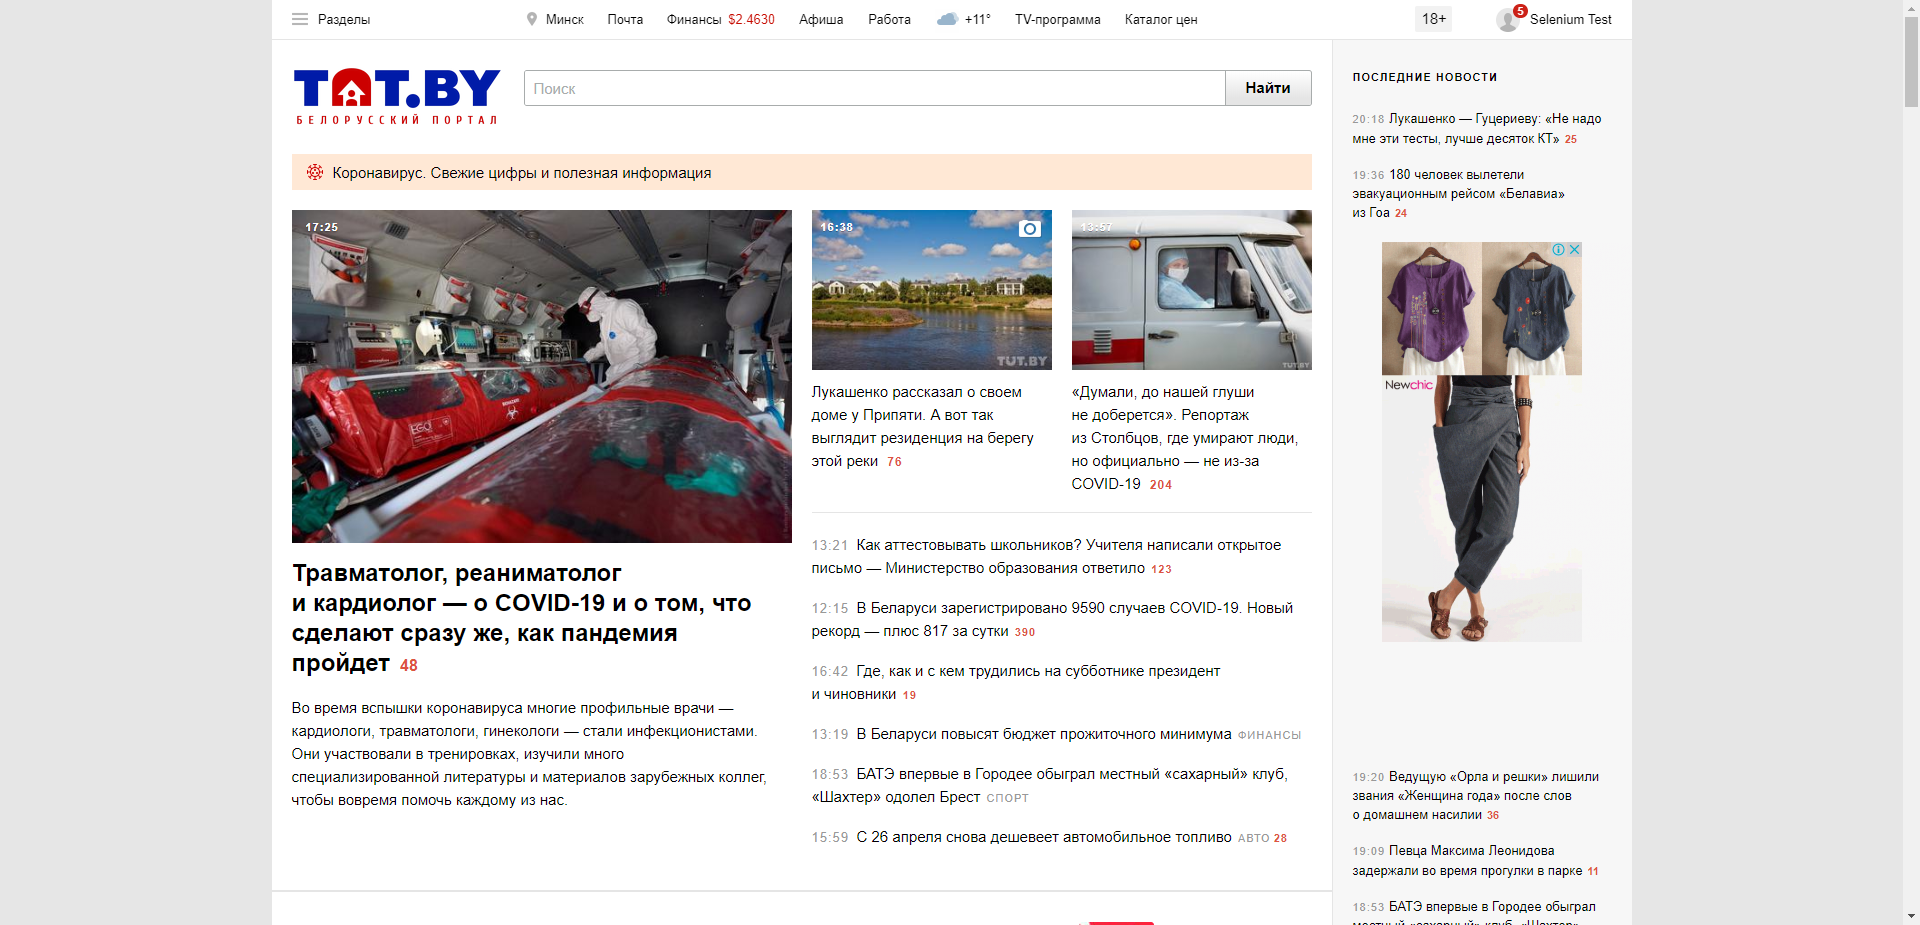 Разделы
Минск
Почта
Финансы $2.4630
Афиша
Работа
+11°
TV-программа
Каталог цен
18+
5
Selenium Test
TUT.BY
БЕЛОРУССКИЙ ПОРТАЛ
Поиск
Найти
Коронавирус. Свежие цифры и полезная информация
17:25
Травматолог, реаниматолог
и кардиолог — о COVID-19 и о том, что
сделают сразу же, как пандемия
пройдет 48
Во время вспышки коронавируса многие профильные врачи —
кардиологи, травматологи, гинекологи — стали инфекционистами.
Они участвовали в тренировках, изучили много
специализированной литературы и материалов зарубежных коллег,
чтобы вовремя помочь каждому из нас.
16:38
TUT.BY
Лукашенко рассказал о своем
доме у Припяти. А вот так
выглядит резиденция на берегу
этой реки 76
13:57
TUT.BY
«Думали, до нашей глуши
не доберется». Репортаж
из Столбцов, где умирают люди,
но официально — не из-за
COVID-19 204
13:21 Как аттестовывать школьников? Учителя написали открытое
письмо — Министерство образования ответило 123
12:15 В Беларуси зарегистрировано 9590 случаев COVID-19. Новый
рекорд — плюс 817 за сутки 390
16:42 Где, как и с кем трудились на субботнике президент
и чиновники 19
13:19 В Беларуси повысят бюджет прожиточного минимума ФИНАНСЫ
18:53 БАТЭ впервые в Городее обыграл местный «сахарный» клуб,
«Шахтер» одолел Брест СПОРТ
15:59 С 26 апреля снова дешевеет автомобильное топливо АВТО 28
ПОСЛЕДНИЕ НОВОСТИ
20:18 Лукашенко — Гуцериеву: «Не надо
мне эти тесты, лучше десяток КТ» 25
19:36 180 человек вылетели
эвакуационным рейсом «Белавиа»
из Гоа 24
Newchic
19:20 Ведущую «Орла и решки» лишили
звания «Женщина года» после слов
о домашнем насилии 36
19:09 Певца Максима Леонидова
задержали во время прогулки в парке 11
18:53 БАТЭ впервые в Городее обыграл
местный «сахарный» клуб, «Шахтер»